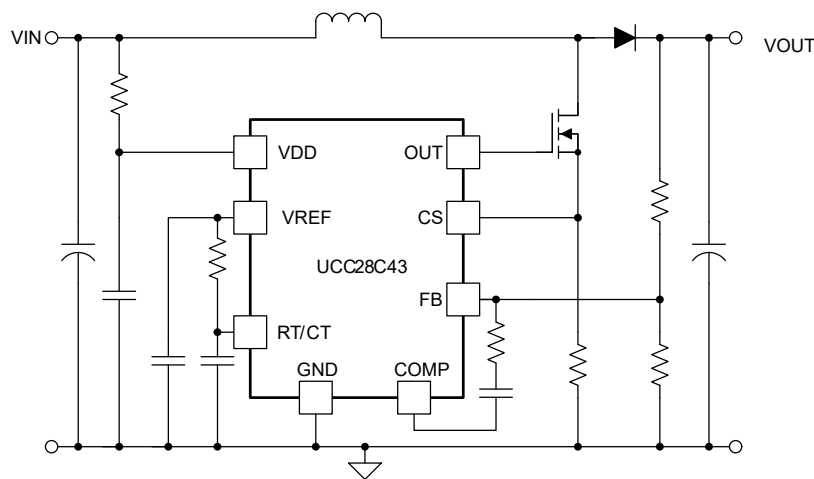 VIN
VOUT
VDD
OUT
VREF
CS
UCC28C43
FB
RT/CT
GND
COMP